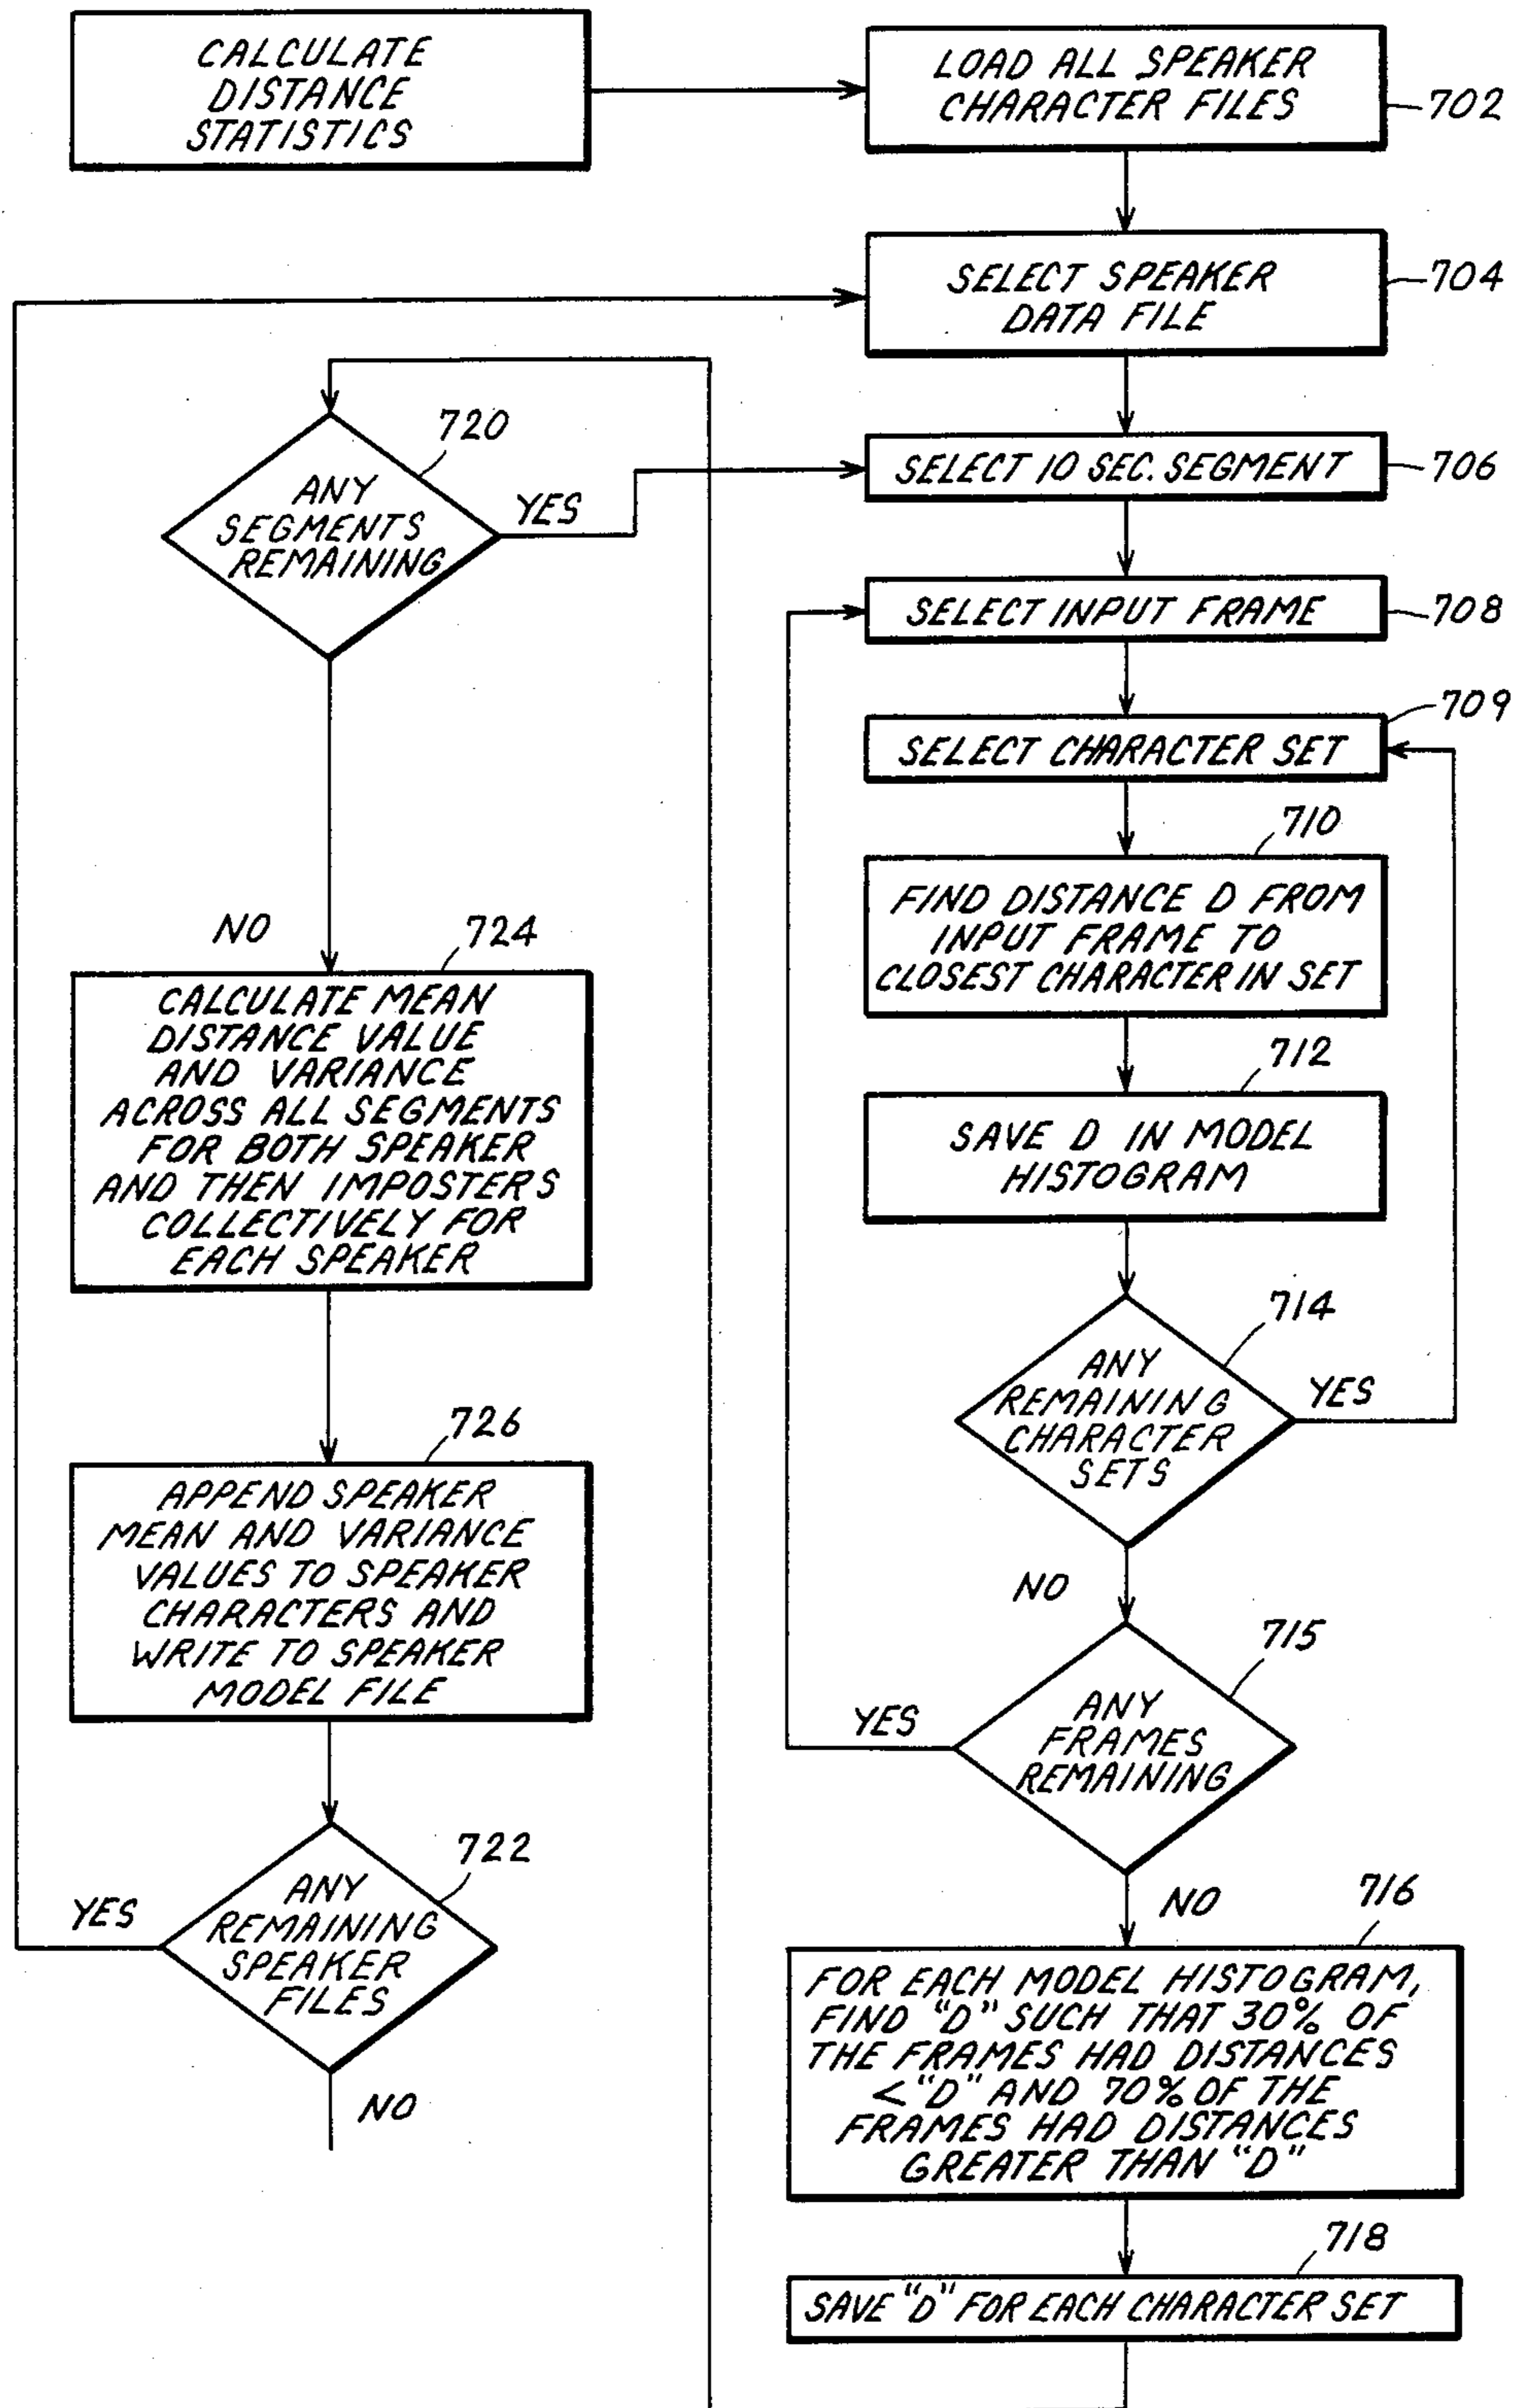 CALCULATE
DISTANCE
STATISTICS
LOAD ALL SPEAKER
CHARACTER FILES
702
SELECT SPEAKER
DATA FILE
704
SELECT 10 SEC. SEGMENT
706
SELECT INPUT FRAME
708
SELECT CHARACTER SET
709
710
FIND DISTANCE D FROM
INPUT FRAME TO
CLOSEST CHARACTER IN SET
712
SAVE D IN MODEL
HISTOGRAM
714
ANY
REMAINING
CHARACTER
SETS
YES
NO
715
ANY
FRAMES
REMAINING
YES
NO
716
FOR EACH MODEL HISTOGRAM,
FIND "D" SUCH THAT 30% OF
THE FRAMES HAD DISTANCES
< "D" AND 70% OF THE
FRAMES HAD DISTANCES
GREATER THAN "D"
718
SAVE "D" FOR EACH CHARACTER SET
720
ANY
SEGMENTS
REMAINING
YES
NO
724
CALCULATE MEAN
DISTANCE VALUE
AND VARIANCE
ACROSS ALL SEGMENTS
FOR BOTH SPEAKER
AND THEN IMPOSTERS
COLLECTIVELY FOR
EACH SPEAKER
726
APPEND SPEAKER
MEAN AND VARIANCE
VALUES TO SPEAKER
CHARACTERS AND
WRITE TO SPEAKER
MODEL FILE
722
ANY
REMAINING
SPEAKER
FILES
YES
NO